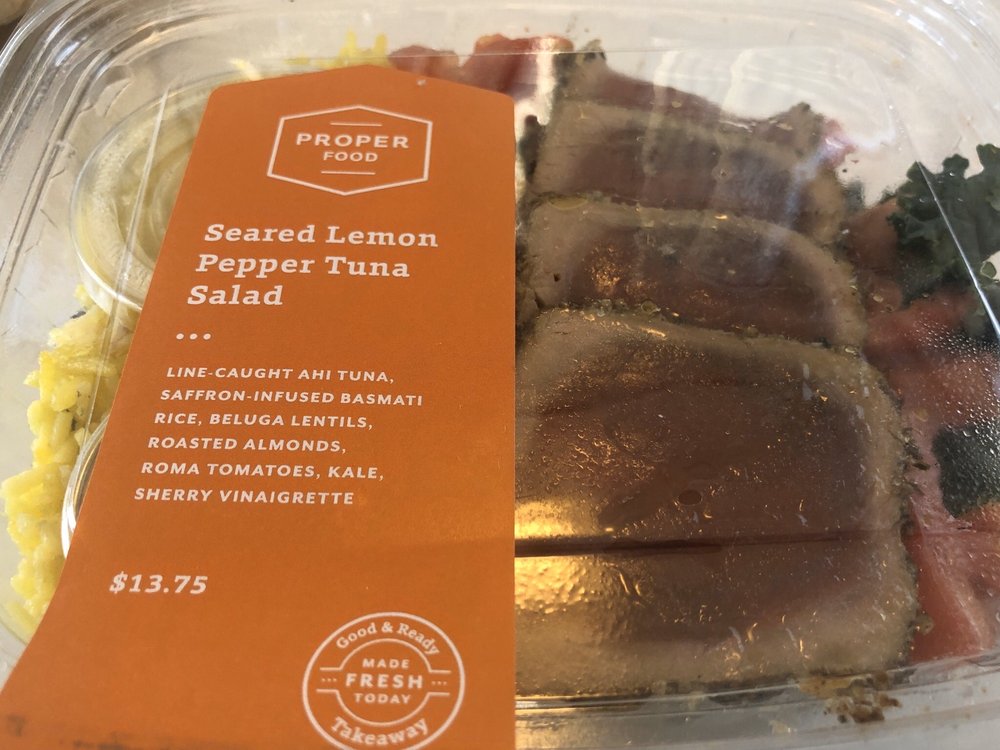 PROPER
FOOD
Seared Lemon
Pepper Tuna
Salad
...
LINE-CAUGHT AHI TUNA,
SAFFRON-INFUSED BASMATI
RICE, BELUGA LENTILS,
ROASTED ALMONDS,
ROMA TOMATOES, KALE,
SHERRY VINAIGRETTE
$13.75
Good & Ready
MADE
FRESH
TODAY
Takeaway